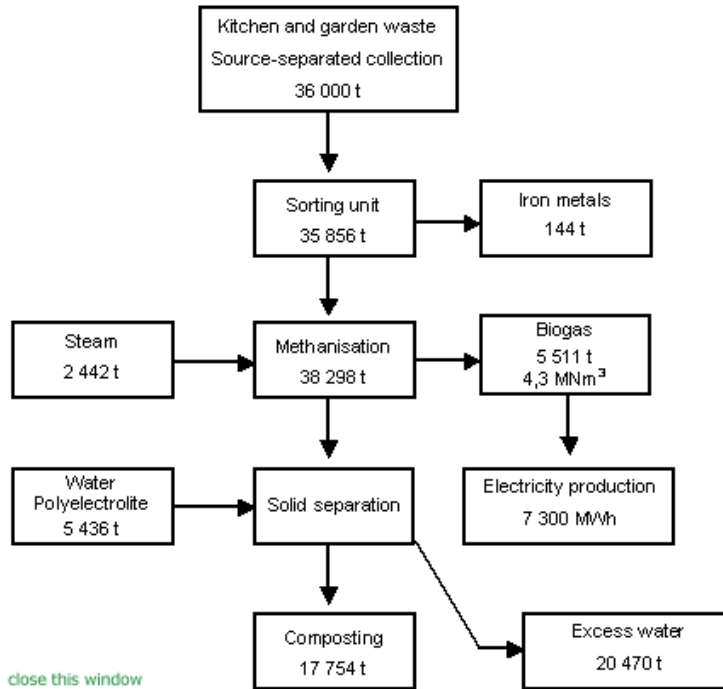 Kitchen and garden waste
Source-separated collection
36 000 t
Sorting unit
35 856 t
Iron metals
144 t
Steam
2 442 t
Methanisation
38 298 t
Biogas
5 511 t
4,3 MNm³
Water
Polyelectrolite
5 436 t
Solid separation
Electricity production
7 300 MWh
Composting
17 754 t
Excess water
20 470 t
close this window